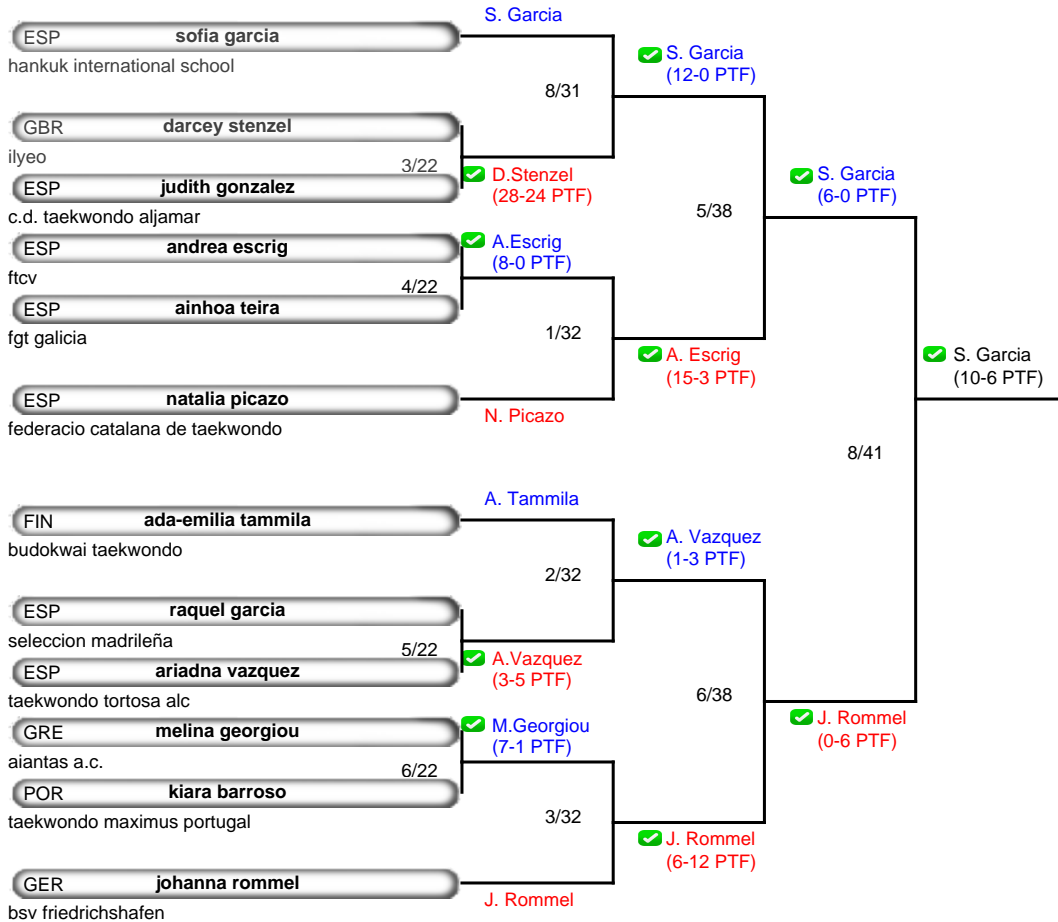 S. Garcia
ESP sofia garcia
hankuk international school
S. Garcia
(12-0 PTF)
8/31
GBR darcey stenzel
ilyeo
3/22
D.Stenzel
(28-24 PTF)
ESP judith gonzalez
c.d. taekwondo aljamar
S. Garcia
(6-0 PTF)
5/38
ESP andrea escrig
ftcv
A.Escrig
(8-0 PTF)
4/22
ESP ainhoa teira
fgt galicia
1/32
A. Escrig
(15-3 PTF)
S. Garcia
(10-6 PTF)
ESP natalia picazo
federacio catalana de taekwondo
N. Picazo
8/41
A. Tammila
FIN ada-emilia tammila
budokwai taekwondo
A. Vazquez
(1-3 PTF)
2/32
ESP raquel garcia
seleccion madrileña
5/22
A.Vazquez
(3-5 PTF)
ESP ariadna vazquez
taekwondo tortosa alc
6/38
J. Rommel
(0-6 PTF)
GRE melina georgiou
aiantas a.c.
M.Georgiou
(7-1 PTF)
6/22
POR kiara barroso
taekwondo maximus portugal
3/32
J. Rommel
(6-12 PTF)
GER johanna rommel
bsv friedrichshafen
J. Rommel